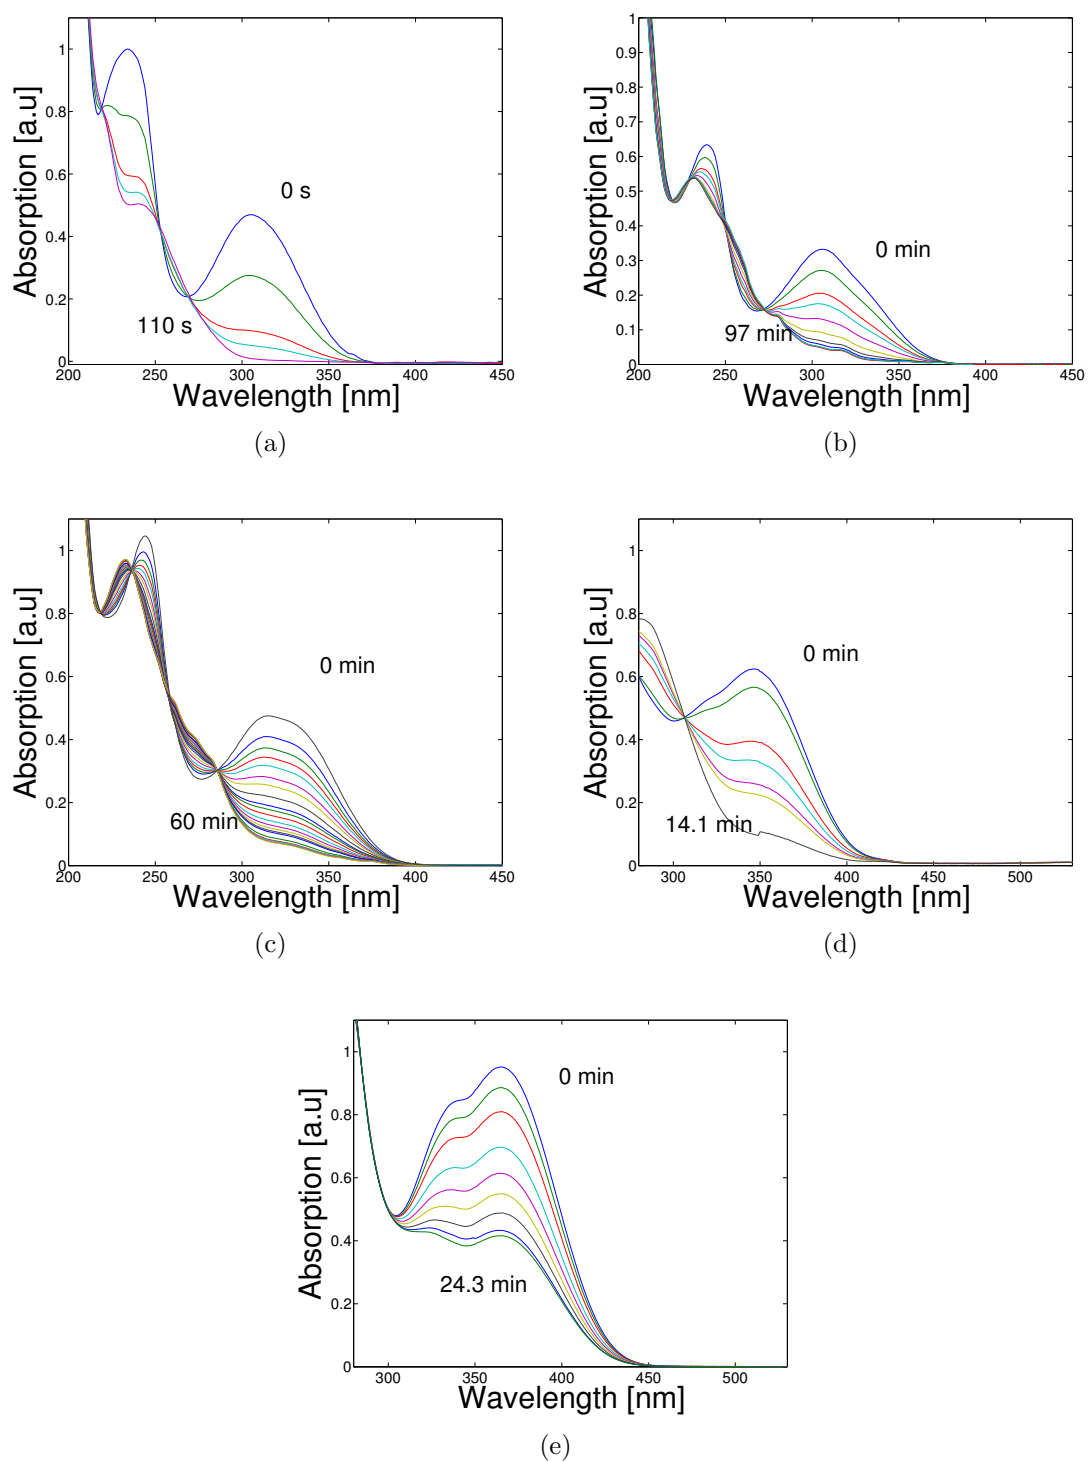 1
0.8
0.6
0.4
0.2
0
Absorption [a.u]
0 s
110 s
200 250 300 350 400 450
Wavelength [nm]
(a)
1
0.9
0.8
0.7
0.6
0.5
0.4
0.3
0.2
0.1
0
Absorption [a.u]
0 min
97 min
200 250 300 350 400 450
Wavelength [nm]
(b)
1
0.8
0.6
0.4
0.2
0
Absorption [a.u]
0 min
60 min
200 250 300 350 400 450
Wavelength [nm]
(c)
1
0.8
0.6
0.4
0.2
0
Absorption [a.u]
0 min
14.1 min
300 350 400 450 500
Wavelength [nm]
(d)
1
0.8
0.6
0.4
0.2
0
Absorption [a.u]
0 min
24.3 min
300 350 400 450 500
Wavelength [nm]
(e)